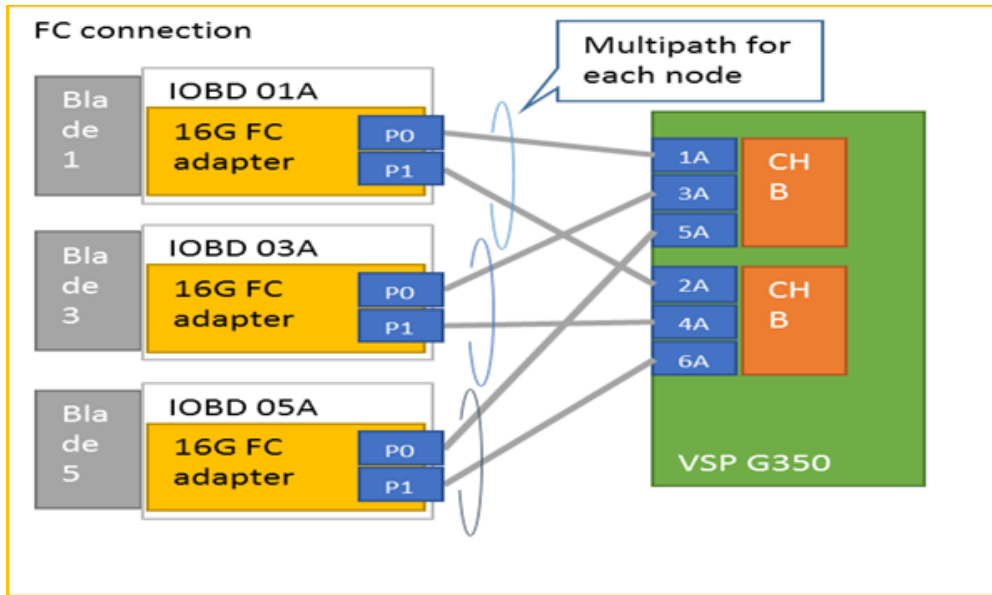 FC connection
Multipath for
each node
Bla
de
1
IOBD 01A
16G FC
adapter
P0
P1
Bla
de
3
IOBD 03A
16G FC
adapter
P0
P1
Bla
de
5
IOBD 05A
16G FC
adapter
P0
P1
1A
3A
5A
CH
B
2A
4A
6A
CH
B
VSP G350